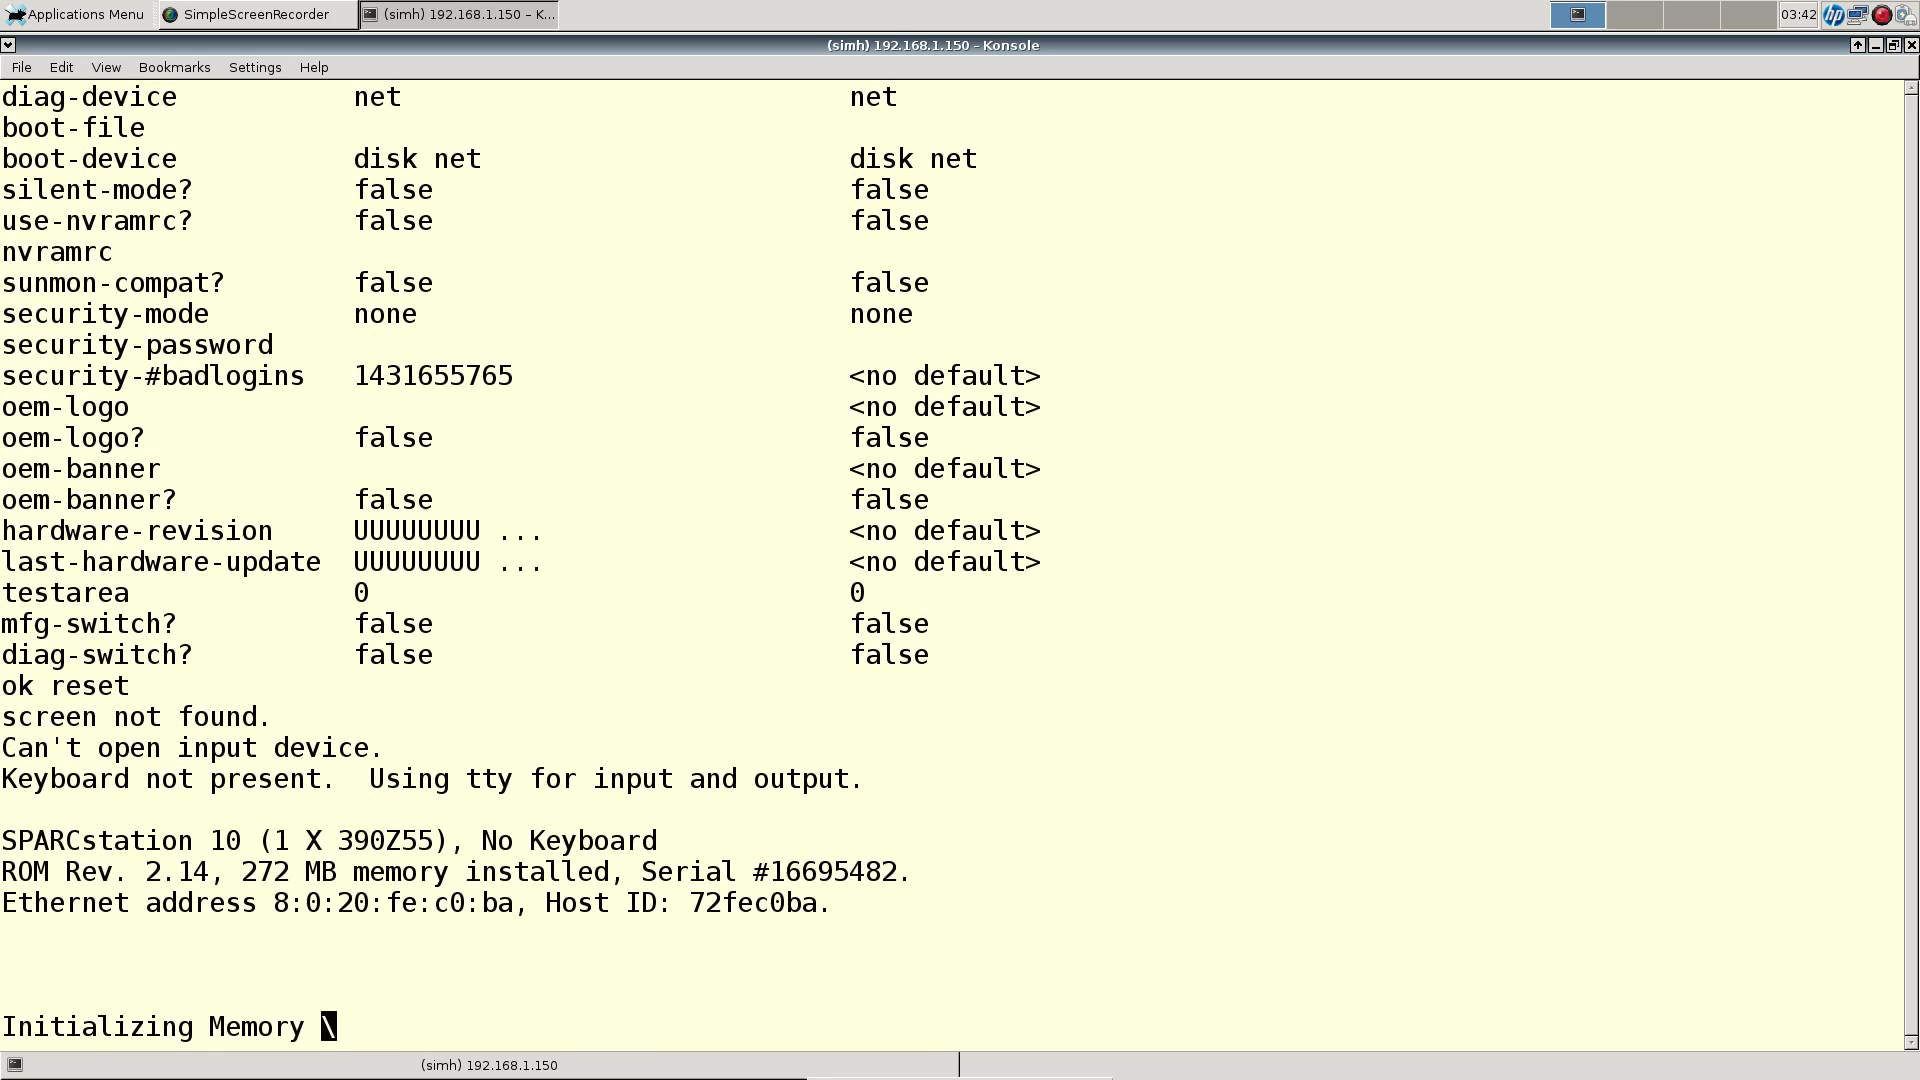 Applications Menu SimpleScreenRecorder (simh) 192.168.1.150 – K... 03:42 hp
(simh) 192.168.1.150 – Konsole
File Edit View Bookmarks Settings Help
diag-device net net
boot-file
boot-device disk net disk net
silent-mode? false false
use-nvramrc? false false
nvramrc
sunmon-compat? false false
security-mode none none
security-password
security-#badlogins 1431655765 <no default>
oem-logo <no default>
oem-logo? false false
oem-banner <no default>
oem-banner? false false
hardware-revision UUUUUUUU ... <no default>
last-hardware-update UUUUUUUU ... <no default>
testarea 0 0
mfg-switch? false false
diag-switch? false false
ok reset
screen not found.
Can't open input device.
Keyboard not present.  Using tty for input and output.
SPARCstation 10 (1 X 390Z55), No Keyboard
ROM Rev. 2.14, 272 MB memory installed, Serial #16695482.
Ethernet address 8:0:20:fe:c0:ba, Host ID: 72fec0ba.
Initializing Memory \
(simh) 192.168.1.150